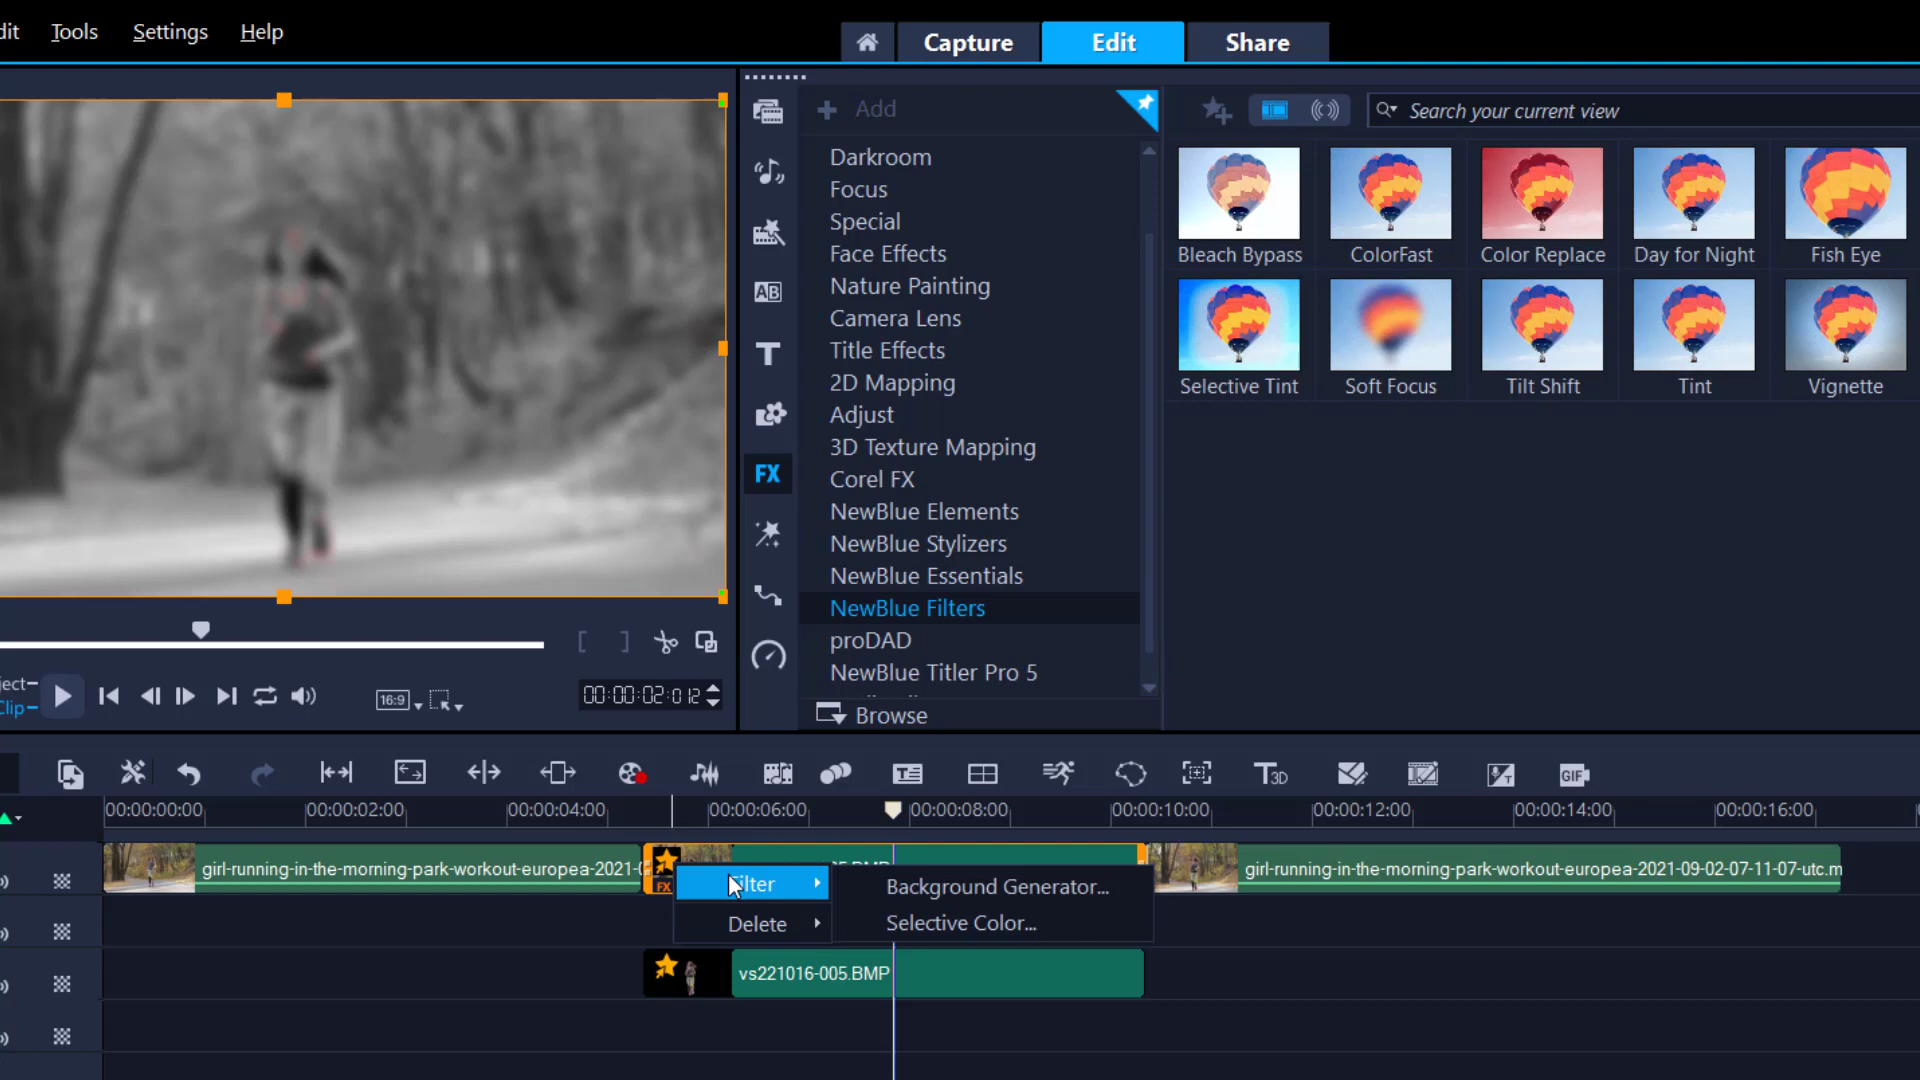 dit Tools Settings Help
Capture Edit Share
Add
Search your current view
Darkroom
Focus
Special
Face Effects
Nature Painting
Camera Lens
Title Effects
2D Mapping
Adjust
3D Texture Mapping
Corel FX
NewBlue Elements
NewBlue Stylizers
NewBlue Essentials
NewBlue Filters
proDAD
NewBlue Titler Pro 5
Browse
AB
T
FX
Bleach Bypass ColorFast Color Replace Day for Night Fish Eye
Selective Tint Soft Focus Tilt Shift Tint Vignette
[ ]
ject
Clip
16:9
00:00:02:012
T3D
GIF
00:00:00:00 00:00:02:00 00:00:04:00 00:00:06:00 00:00:08:00 00:00:10:00 00:00:12:00 00:00:14:00 00:00:16:00
girl-running-in-the-morning-park-workout-europea-2021-0
FX
5.BMP
girl-running-in-the-morning-park-workout-europea-2021-09-02-07-11-07-utc.m
ilter
Delete
Background Generator...
Selective Color...
vs221016-005.BMP